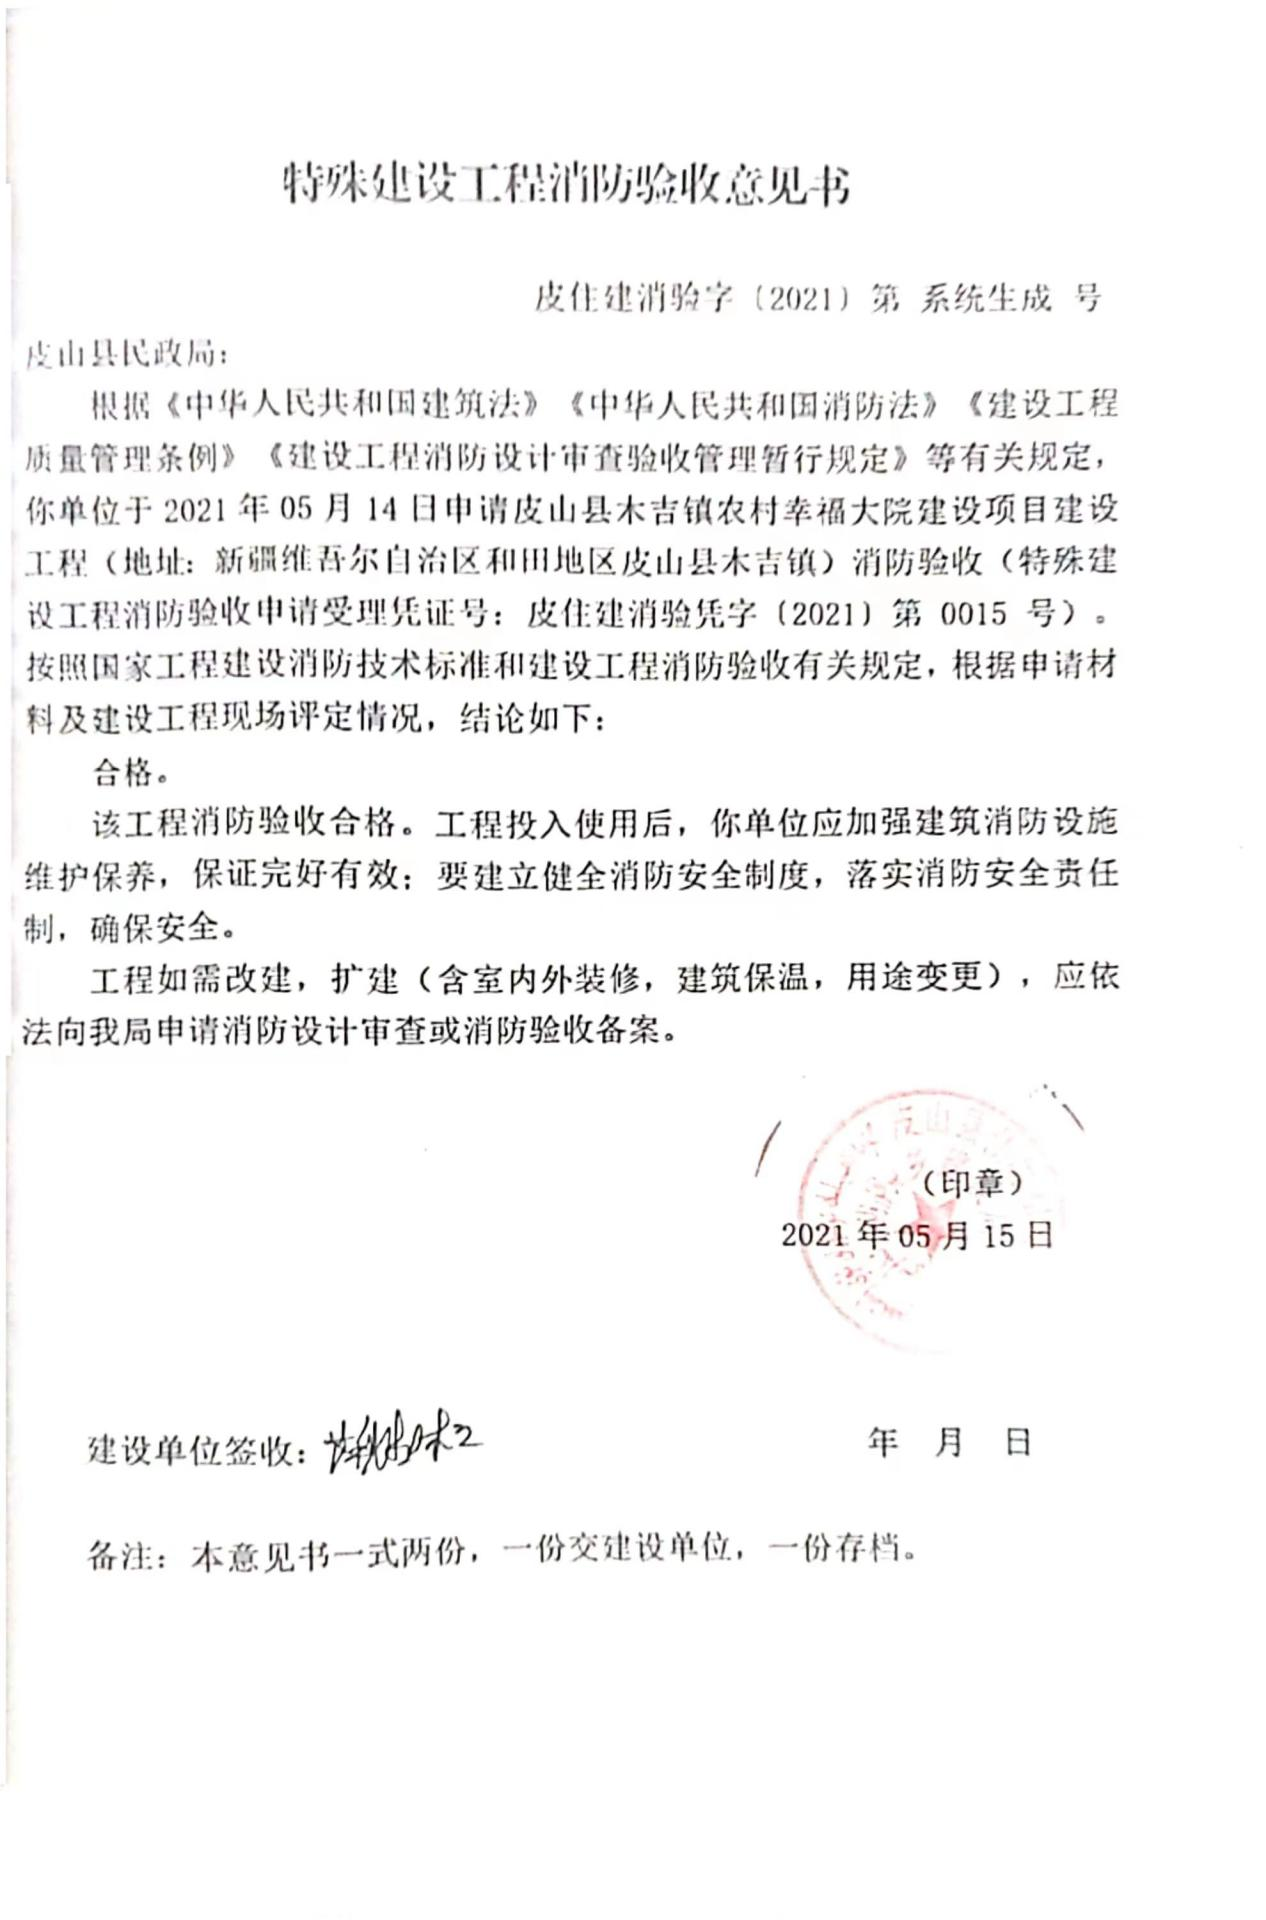 特殊建设工程消防验收意见书
皮住建消验字〔2021〕第 系统生成 号
皮山县民政局：
根据《中华人民共和国建筑法》《中华人民共和国消防法》《建设工程
质量管理条例》《建设工程消防设计审查验收管理暂行规定》等有关规定，
你单位于 2021 年 05 月 14 日申请皮山县木吉镇农村幸福大院建设项目建设
工程（地址：新疆维吾尔自治区和田地区皮山县木吉镇）消防验收（特殊建
设工程消防验收申请受理凭证号：皮住建消验凭字〔2021〕第 0015 号）。
按照国家工程建设消防技术标准和建设工程消防验收有关规定，根据申请材
料及建设工程现场评定情况，结论如下：
合格。
该工程消防验收合格。工程投入使用后，你单位应加强建筑消防设施
维护保养，保证完好有效；要建立健全消防安全制度，落实消防安全责任
制，确保安全。
工程如需改建，扩建（含室内外装修，建筑保温，用途变更），应依
法向我局申请消防设计审查或消防验收备案。
皮山县
（印章）
2021 年 05 月 15 日
建设单位签收：
年 月 日
备注：本意见书一式两份，一份交建设单位，一份存档。